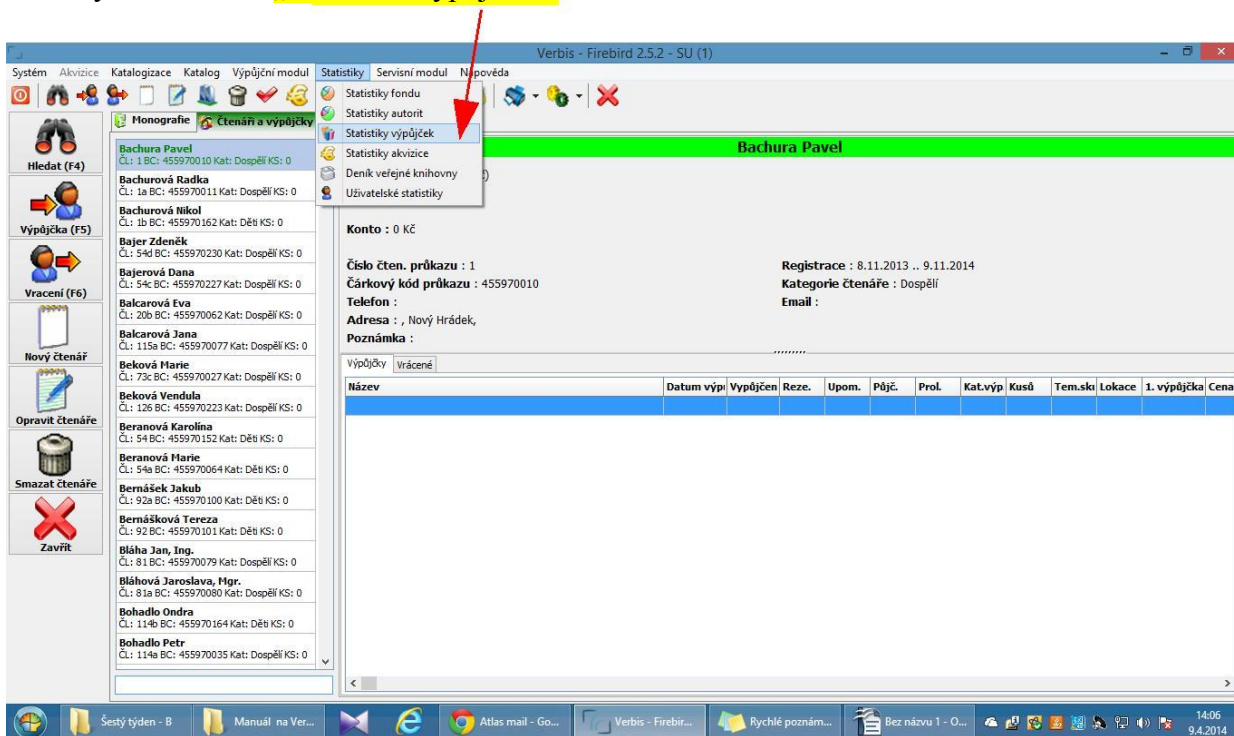 Verbis - Firebird 2.5.2 - SU (1)
Systém Akvizice Katalogizace Katalog Výpůjční modul Statistiky Servisní modul Nápověda
Statistiky fondu
Statistiky autorit
Statistiky výpůjček
Statistiky akvizice
Deník veřejné knihovny
Uživatelské statistiky
Hledat (F4)
Výpůjčka (F5)
Vracení (F6)
Nový čtenář
Opravit čtenáře
Smazat čtenáře
Zavřít
Monografie Čtenáři a výpůjčky
Bachura Pavel
ČL: 1 BC: 455970010 Kat: Dospělí KS: 0
Bachurová Radka
ČL: 1a BC: 455970011 Kat: Dospělí KS: 0
Bachurová Nikol
ČL: 1b BC: 455970162 Kat: Děti KS: 0
Bajer Zdeněk
ČL: 54d BC: 455970230 Kat: Dospělí KS: 0
Bajerová Dana
ČL: 54c BC: 455970227 Kat: Dospělí KS: 0
Balcarová Eva
ČL: 20b BC: 455970062 Kat: Dospělí KS: 0
Balcarová Jana
ČL: 115a BC: 455970077 Kat: Dospělí KS: 0
Beková Marie
ČL: 73c BC: 455970027 Kat: Dospělí KS: 0
Beková Vendula
ČL: 126 BC: 455970223 Kat: Dospělí KS: 0
Beranová Karolína
ČL: 54 BC: 455970152 Kat: Děti KS: 0
Beranová Marie
ČL: 54a BC: 455970064 Kat: Děti KS: 0
Bernášek Jakub
ČL: 92a BC: 455970100 Kat: Děti KS: 0
Bernášková Tereza
ČL: 92 BC: 455970101 Kat: Děti KS: 0
Bláha Jan, Ing.
ČL: 81 BC: 455970079 Kat: Dospělí KS: 0
Bláhová Jaroslava, Mgr.
ČL: 81a BC: 455970080 Kat: Dospělí KS: 0
Bohadlo Ondra
ČL: 114b BC: 455970164 Kat: Děti KS: 0
Bohadlo Petr
ČL: 114a BC: 455970035 Kat: Dospělí KS: 0
Bachura Pavel
Konto : 0 Kč
Číslo čten. průkazu : 1
Čárkový kód průkazu : 455970010
Telefon :
Adresa : , Nový Hrádek,
Poznámka :
Registrace : 8.11.2013 .. 9.11.2014
Kategorie čtenáře : Dospělí
Email :
Výpůjčky Vrácené
Název Datum výpů Vypůjčen Reze. Upom. Půjč. Prol. Kat.výp Kusů Tem.sku Lokace 1. výpůjčka Cena
Šestý týden - B Manuál na Ver... Atlas mail - Go... Verbis - Firebir... Rychlé poznám... Bez názvu 1 - O... 14:06
9.4.2014